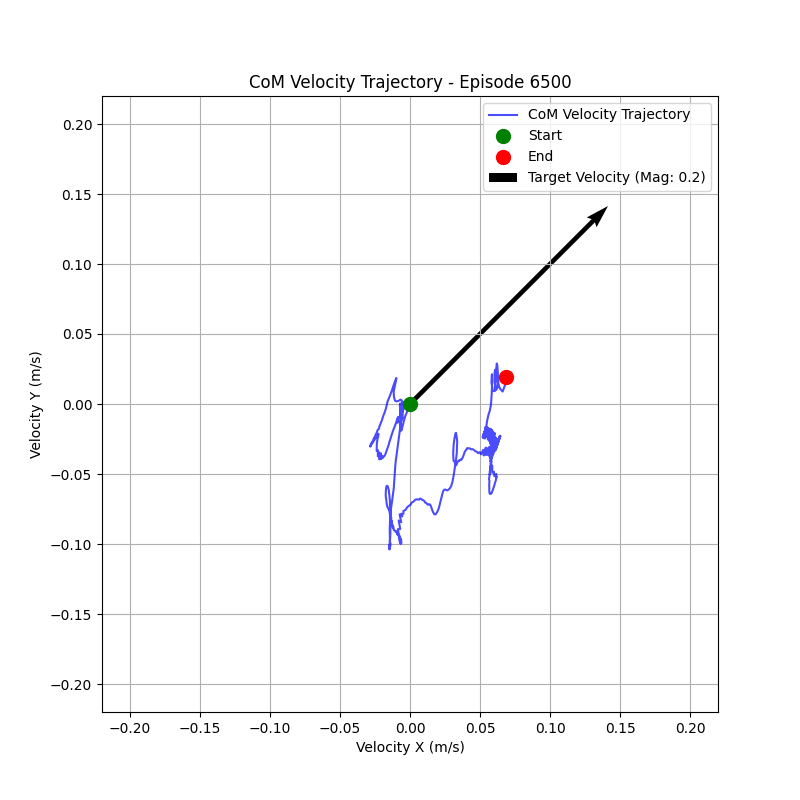 CoM Velocity Trajectory - Episode 6500
CoM Velocity Trajectory
Start
End
Target Velocity (Mag: 0.2)
0.20
0.15
0.10
0.05
0.00
−0.05
−0.10
−0.15
−0.20
Velocity Y (m/s)
−0.20 −0.15 −0.10 −0.05 0.00 0.05 0.10 0.15 0.20
Velocity X (m/s)